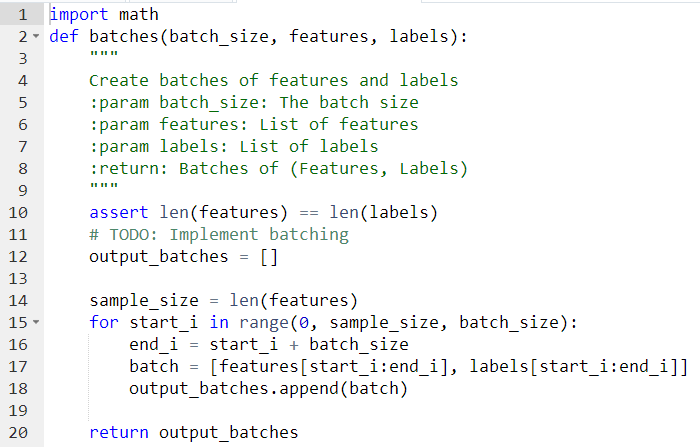 1 import math
2 def batches(batch_size, features, labels):
3     """
4     Create batches of features and labels
5     :param batch_size: The batch size
6     :param features: List of features
7     :param labels: List of labels
8     :return: Batches of (Features, Labels)
9     """
10     assert len(features) == len(labels)
11     # TODO: Implement batching
12     output_batches = []
13
14     sample_size = len(features)
15     for start_i in range(0, sample_size, batch_size):
16         end_i = start_i + batch_size
17         batch = [features[start_i:end_i], labels[start_i:end_i]]
18         output_batches.append(batch)
19
20     return output_batches